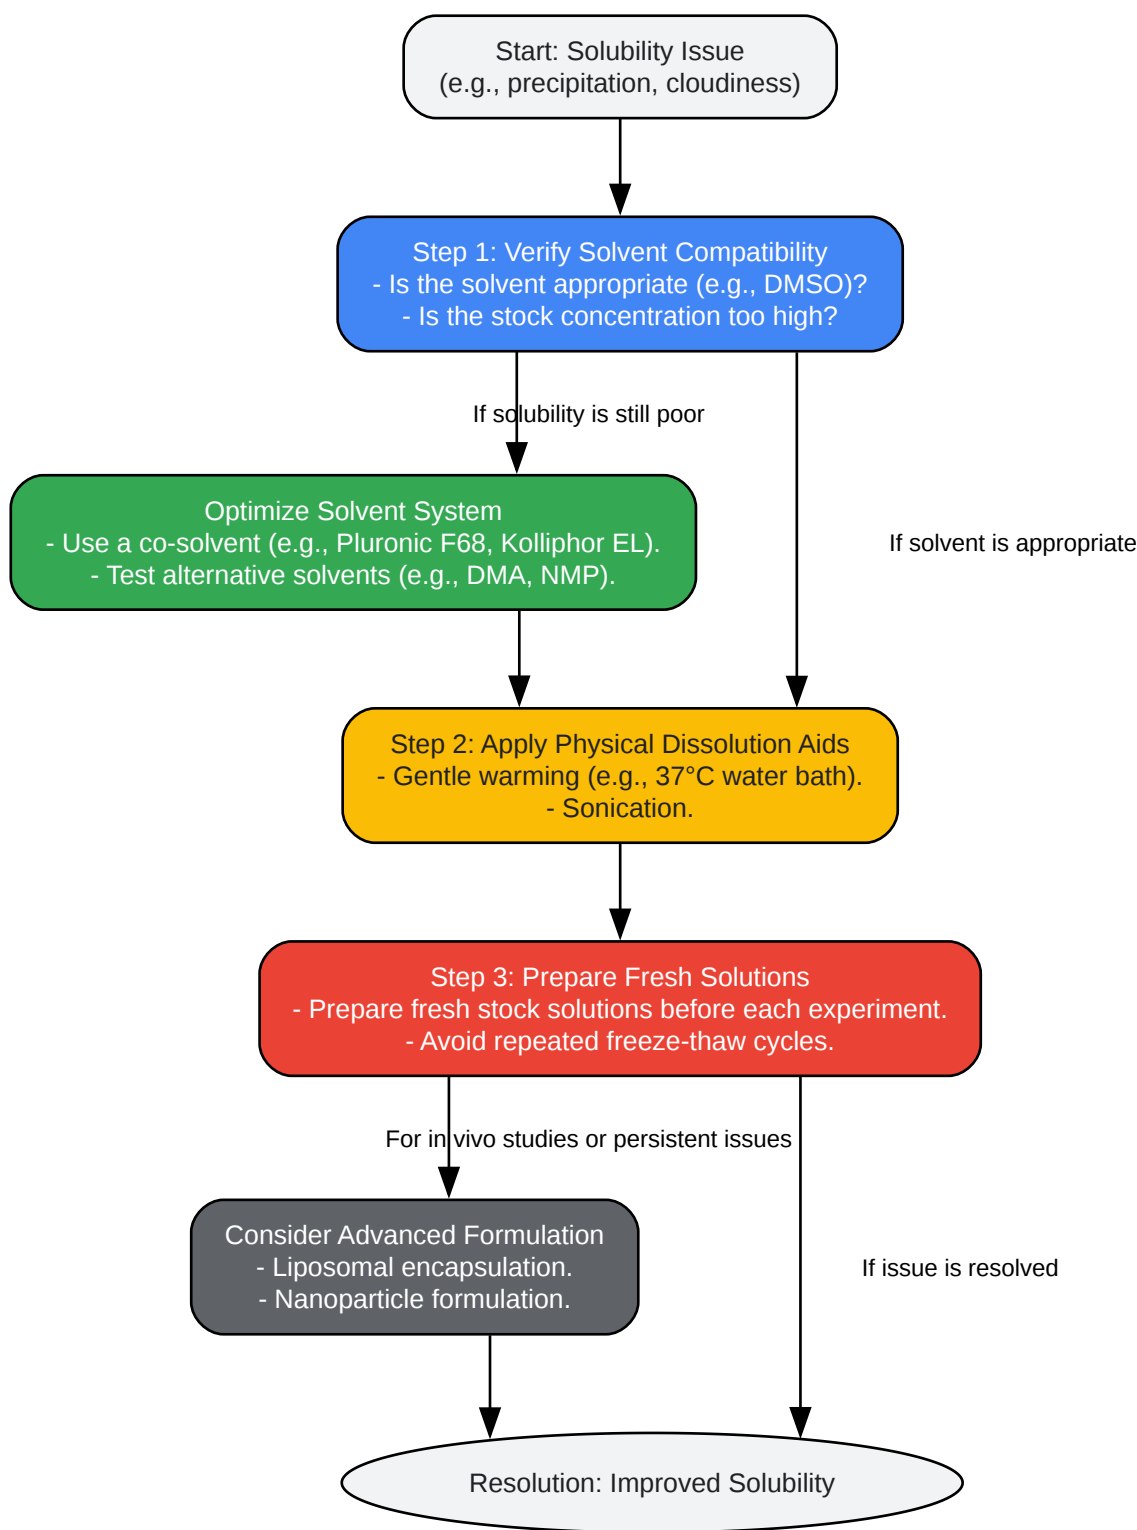 Start: Solubility Issue
(e.g., precipitation, cloudiness)
Step 1: Verify Solvent Compatibility
- Is the solvent appropriate (e.g., DMSO)?
- Is the stock concentration too high?
If solubility is still poor
Optimize Solvent System
- Use a co-solvent (e.g., Pluronic F68, Kolliphor EL).
- Test alternative solvents (e.g., DMA, NMP).
If solvent is appropriate
Step 2: Apply Physical Dissolution Aids
- Gentle warming (e.g., 37°C water bath).
- Sonication.
Step 3: Prepare Fresh Solutions
- Prepare fresh stock solutions before each experiment.
- Avoid repeated freeze-thaw cycles.
For in vivo studies or persistent issues
Consider Advanced Formulation
- Liposomal encapsulation.
- Nanoparticle formulation.
If issue is resolved
Resolution: Improved Solubility